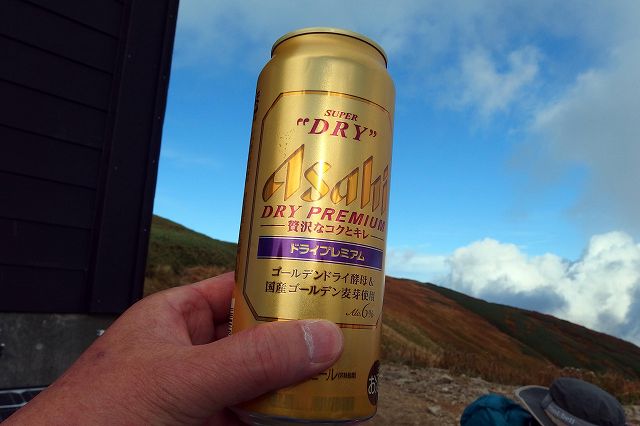 SUPER
"DRY"
Asahi
DRY PREMIUM
贅沢なコクとキレ
ドライプレミアム
ゴールデンドライ酵母&
国産ゴールデン麦芽使用
Alc.6%